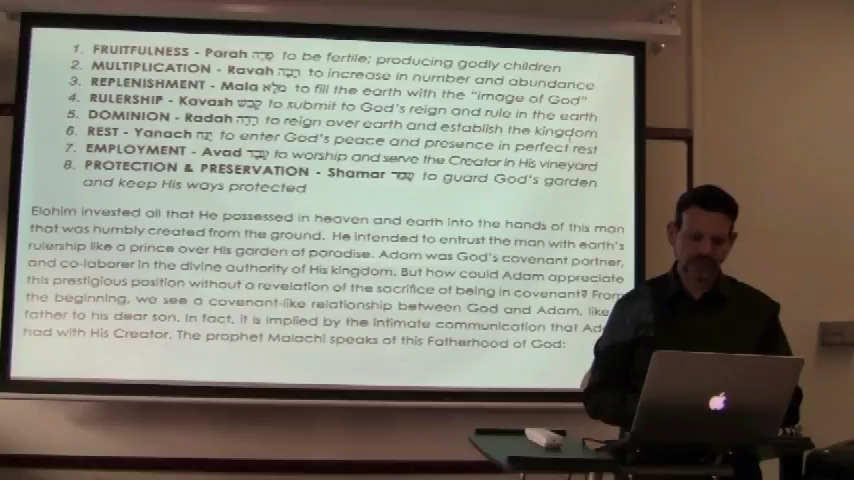 1. FRUITFULNESS - Parah פָּרָה to be fertile; producing godly children
2. MULTIPLICATION - Ravah רָבָה to increase in number and abundance
3. REPLENISHMENT - Mala מָלֵא to fill the earth with the “image of God”
4. RULERSHIP - Kavash כָּבַשׁ to submit to God’s reign and rule in the earth
5. DOMINION - Radah רָדָה to reign over earth and establish the kingdom
6. REST - Yanach to enter God’s peace and presence in perfect rest
7. EMPLOYMENT - Avad עָבַד to worship and serve the Creator in His vineyard
8. PROTECTION & PRESERVATION - Shamar שָׁמַר to guard God’s garden
and keep His ways protected
Elohim invested all that He possessed in heaven and earth into the hands of this man
that was humbly created from the ground. He intended to entrust the man with earth’s
rulership like a prince over His garden of paradise. Adam was God’s covenant partner,
and co-laborer in the divine authority of His kingdom. But how could Adam appreciate
this prestigious position without a revelation of the sacrifice of being in covenant? From
the beginning, we see a covenant-like relationship between God and Adam, like
father to his dear son. In fact, it is implied by the intimate communication that Ad
had with His Creator. The prophet Malachi speaks of this Fatherhood of God: